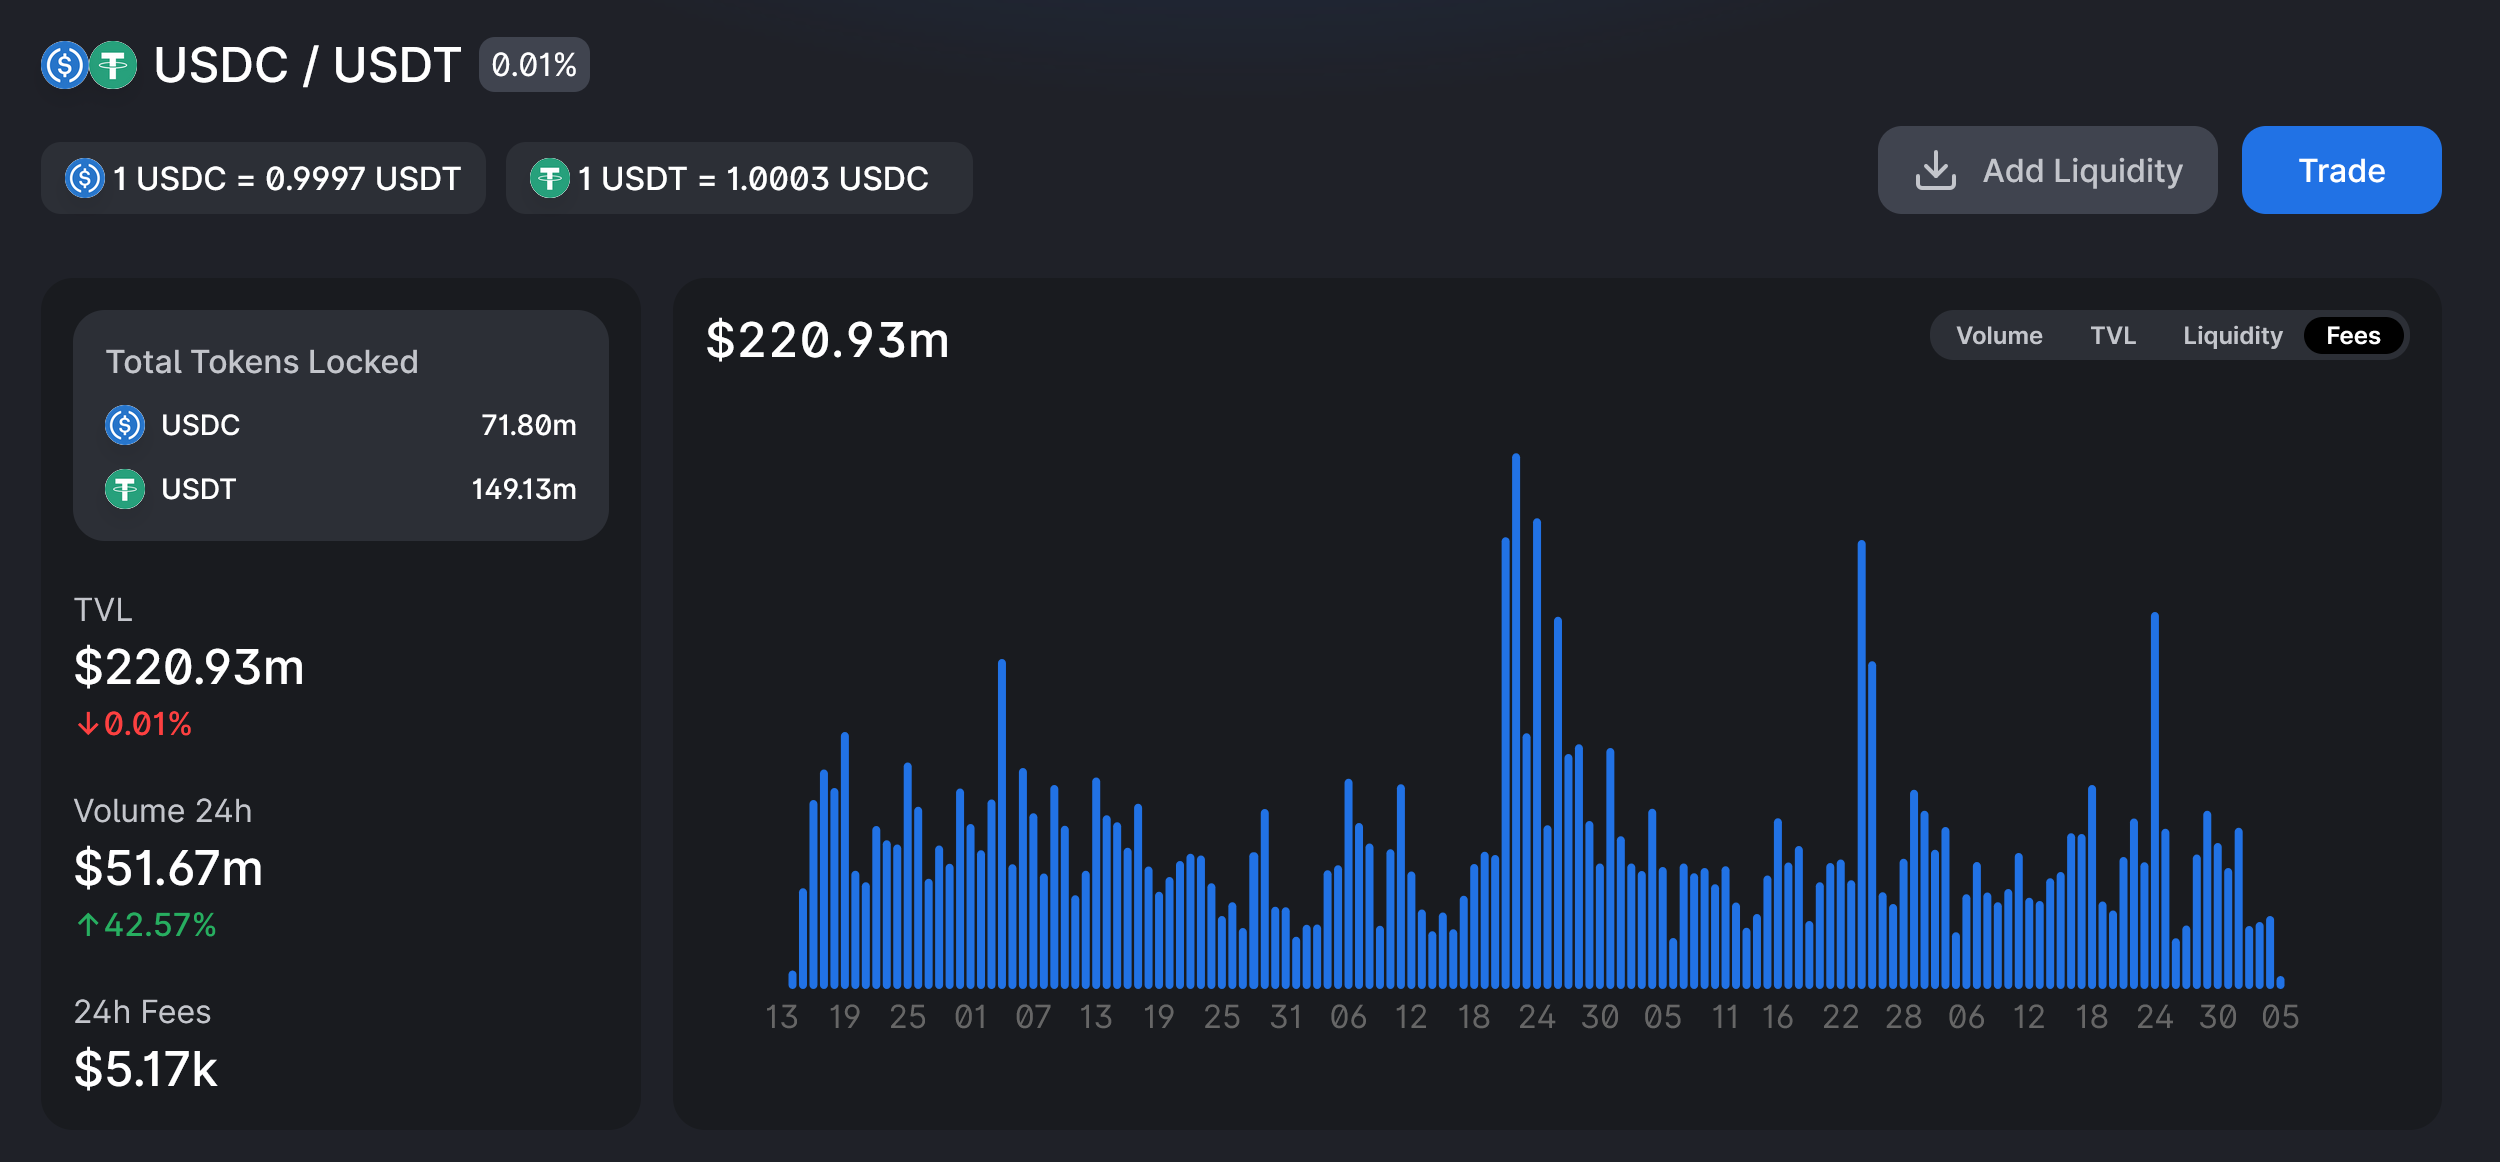 USDC / USDT 0.01%
1 USDC = 0.9997 USDT 1 USDT = 1.0003 USDC
Add Liquidity Trade
Total Tokens Locked
USDC 71.80m
USDT 149.13m
TVL
$220.93m
↓0.01%
Volume 24h
$51.67m
↑42.57%
24h Fees
$5.17k
$220.93m
Volume TVL Liquidity Fees
13 19 25 01 07 13 19 25 31 06 12 18 24 30 05 11 16 22 28 06 12 18 24 30 05